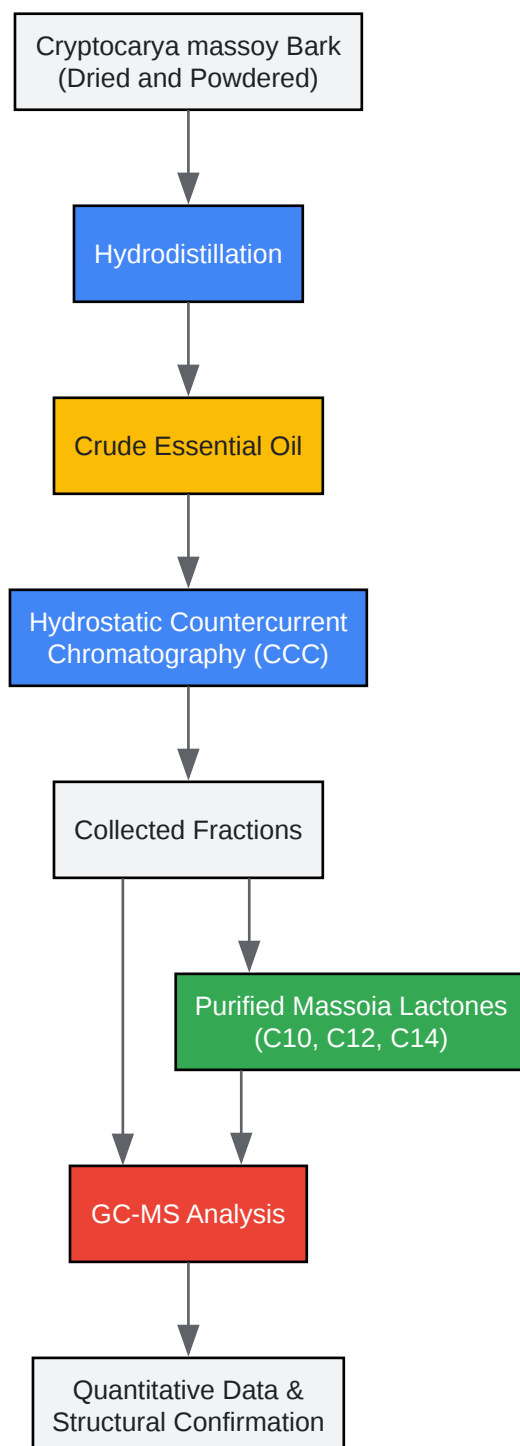 Cryptocarya massoy Bark
(Dried and Powdered)
Hydrodistillation
Crude Essential Oil
Hydrostatic Countercurrent
Chromatography (CCC)
Collected Fractions
Purified Massoia Lactones
(C10, C12, C14)
GC-MS Analysis
Quantitative Data &
Structural Confirmation